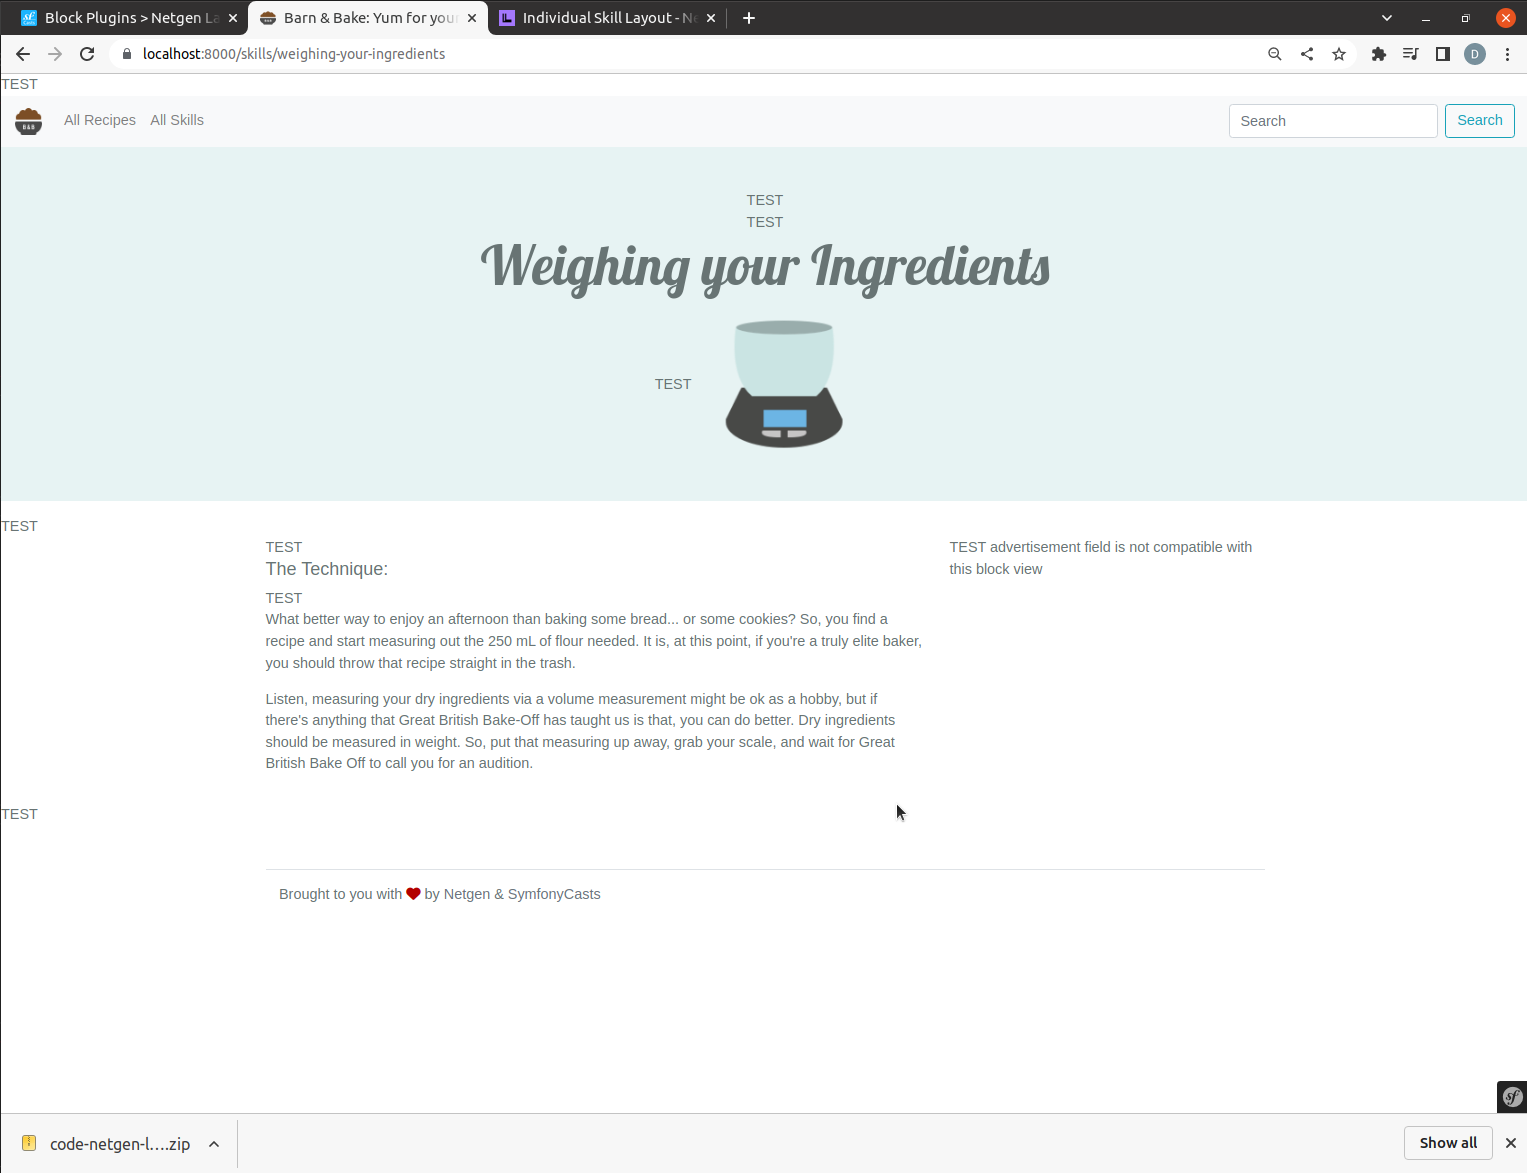 Block Plugins > Netgen La
Barn & Bake: Yum for your
Individual Skill Layout - Ne
localhost:8000/skills/weighing-your-ingredients
D
TEST
B&B
All Recipes
All Skills
Search
Search
TEST
TEST
Weighing your Ingredients
TEST
TEST
TEST
The Technique:
TEST
What better way to enjoy an afternoon than baking some bread... or some cookies? So, you find a
recipe and start measuring out the 250 mL of flour needed. It is, at this point, if you're a truly elite baker,
you should throw that recipe straight in the trash.
Listen, measuring your dry ingredients via a volume measurement might be ok as a hobby, but if
there's anything that Great British Bake-Off has taught us is that, you can do better. Dry ingredients
should be measured in weight. So, put that measuring up away, grab your scale, and wait for Great
British Bake Off to call you for an audition.
TEST advertisement field is not compatible with
this block view
TEST
Brought to you with ❤ by Netgen & SymfonyCasts
sf
code-netgen-l....zip
Show all